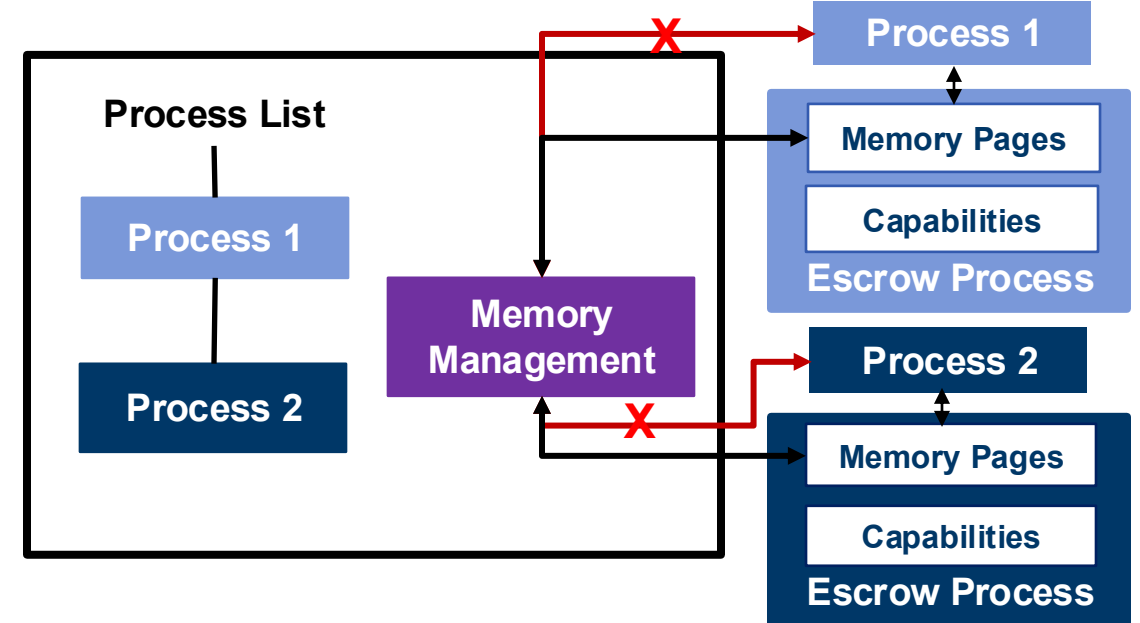 Process List
Process 1
Process 2
Memory
Management
X
Process 1
Memory Pages
Capabilities
Escrow Process
X
Process 2
Memory Pages
Capabilities
Escrow Process